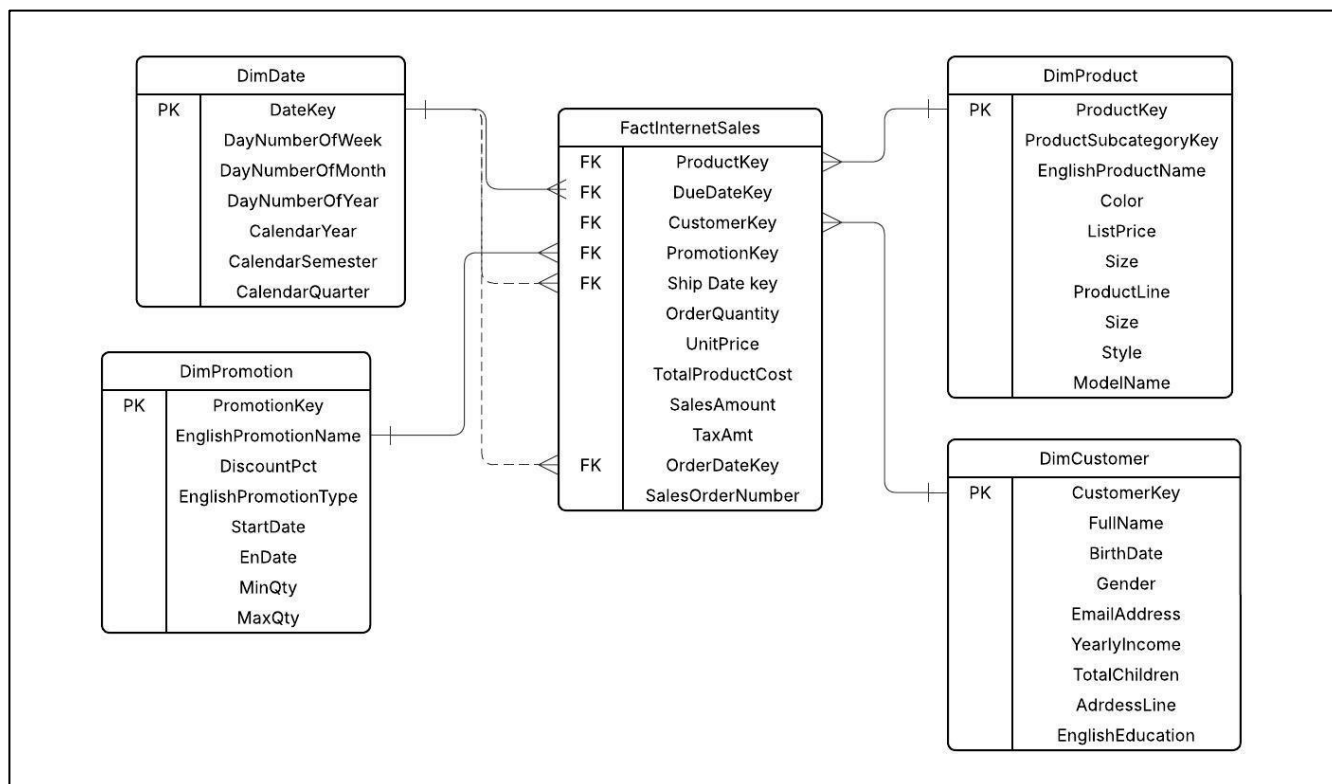 DimDate
PK DateKey
DayNumberOfWeek
DayNumberOfMonth
DayNumberOfYear
CalendarYear
CalendarSemester
CalendarQuarter
DimPromotion
PK PromotionKey
EnglishPromotionName
DiscountPct
EnglishPromotionType
StartDate
EnDate
MinQty
MaxQty
FactInternetSales
FK ProductKey
FK DueDateKey
FK CustomerKey
FK PromotionKey
FK Ship Date key
OrderQuantity
UnitPrice
TotalProductCost
SalesAmount
TaxAmt
FK OrderDateKey
SalesOrderNumber
DimProduct
PK ProductKey
ProductSubcategoryKey
EnglishProductName
Color
ListPrice
Size
ProductLine
Size
Style
ModelName
DimCustomer
PK CustomerKey
FullName
BirthDate
Gender
EmailAddress
YearlyIncome
TotalChildren
AdrdessLine
EnglishEducation